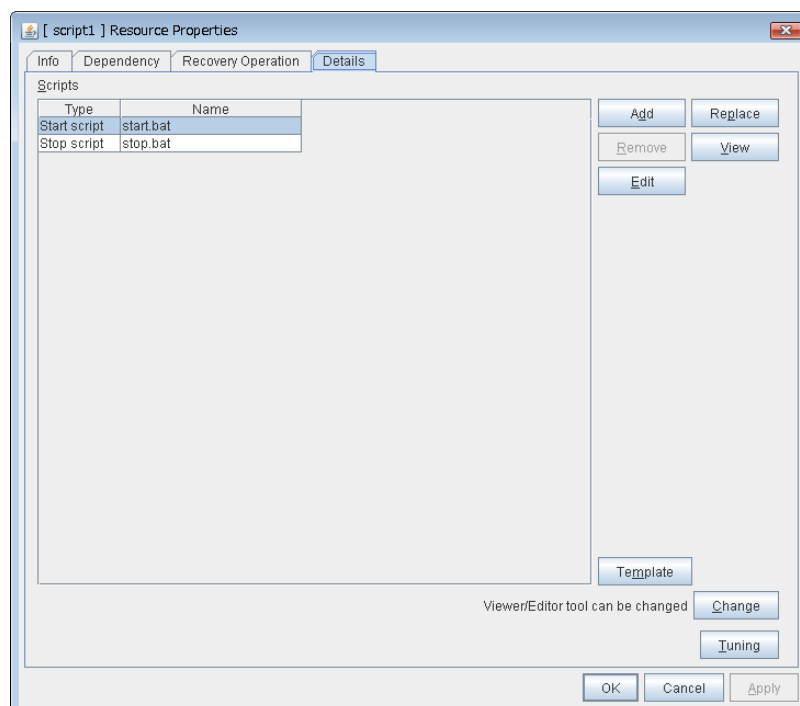 [ script1 ] Resource Properties
Info Dependency Recovery Operation Details
Scripts
Type Name
Start script start.bat
Stop script stop.bat
Add Replace
Remove View
Edit
Template
Viewer/Editor tool can be changed Change
Tuning
OK Cancel Apply